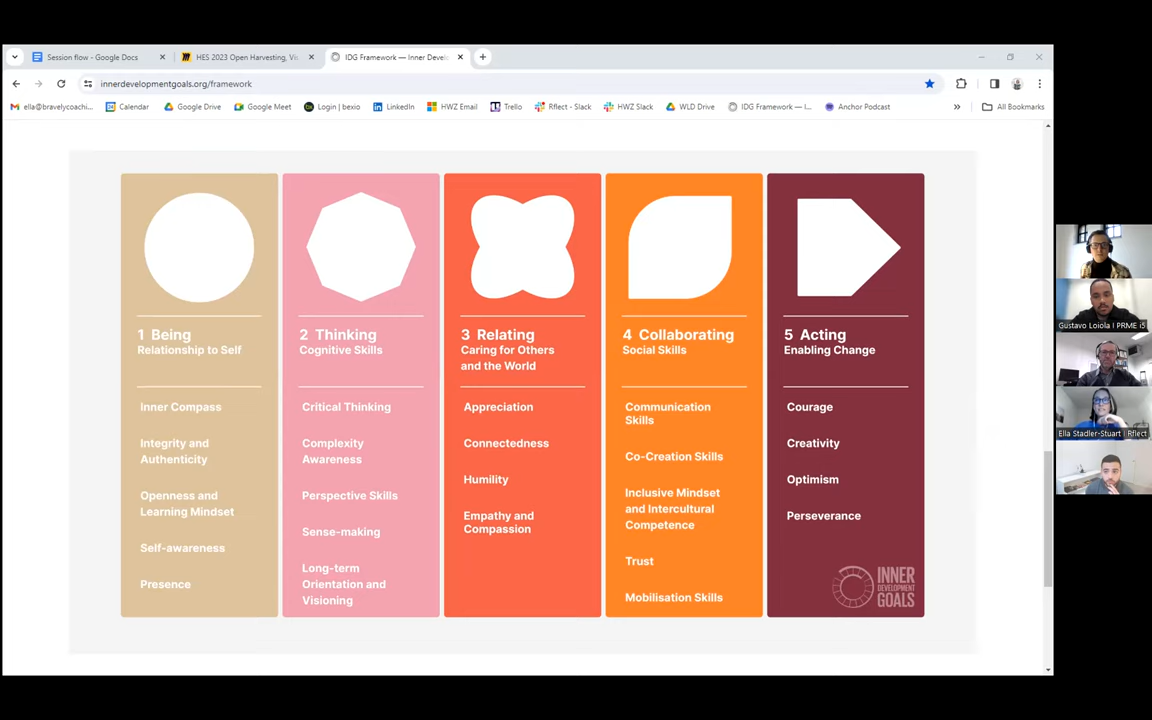 Session flow - Google Docs
HES 2023 Open Harvesting, Vi
IDG Framework — Inner Devel
innerdevelopmentgoals.org/framework
ella@bravelycoachi...
Calendar
Google Drive
Google Meet
Login | bexio
LinkedIn
HWZ Email
Trello
Rflect - Slack
HWZ Slack
WLD Drive
IDG Framework — I...
Anchor Podcast
All Bookmarks
1 Being
Relationship to Self
Inner Compass
Integrity and
Authenticity
Openness and
Learning Mindset
Self-awareness
Presence
2 Thinking
Cognitive Skills
Critical Thinking
Complexity
Awareness
Perspective Skills
Sense-making
Long-term
Orientation and
Visioning
3 Relating
Caring for Others
and the World
Appreciation
Connectedness
Humility
Empathy and
Compassion
4 Collaborating
Social Skills
Communication
Skills
Co-Creation Skills
Inclusive Mindset
and Intercultural
Competence
Trust
Mobilisation Skills
5 Acting
Enabling Change
Courage
Creativity
Optimism
Perseverance
INNER
DEVELOPMENT
GOALS
Gustavo Loiola I PRME i5
Ella Stadler-Stuart | Rflect